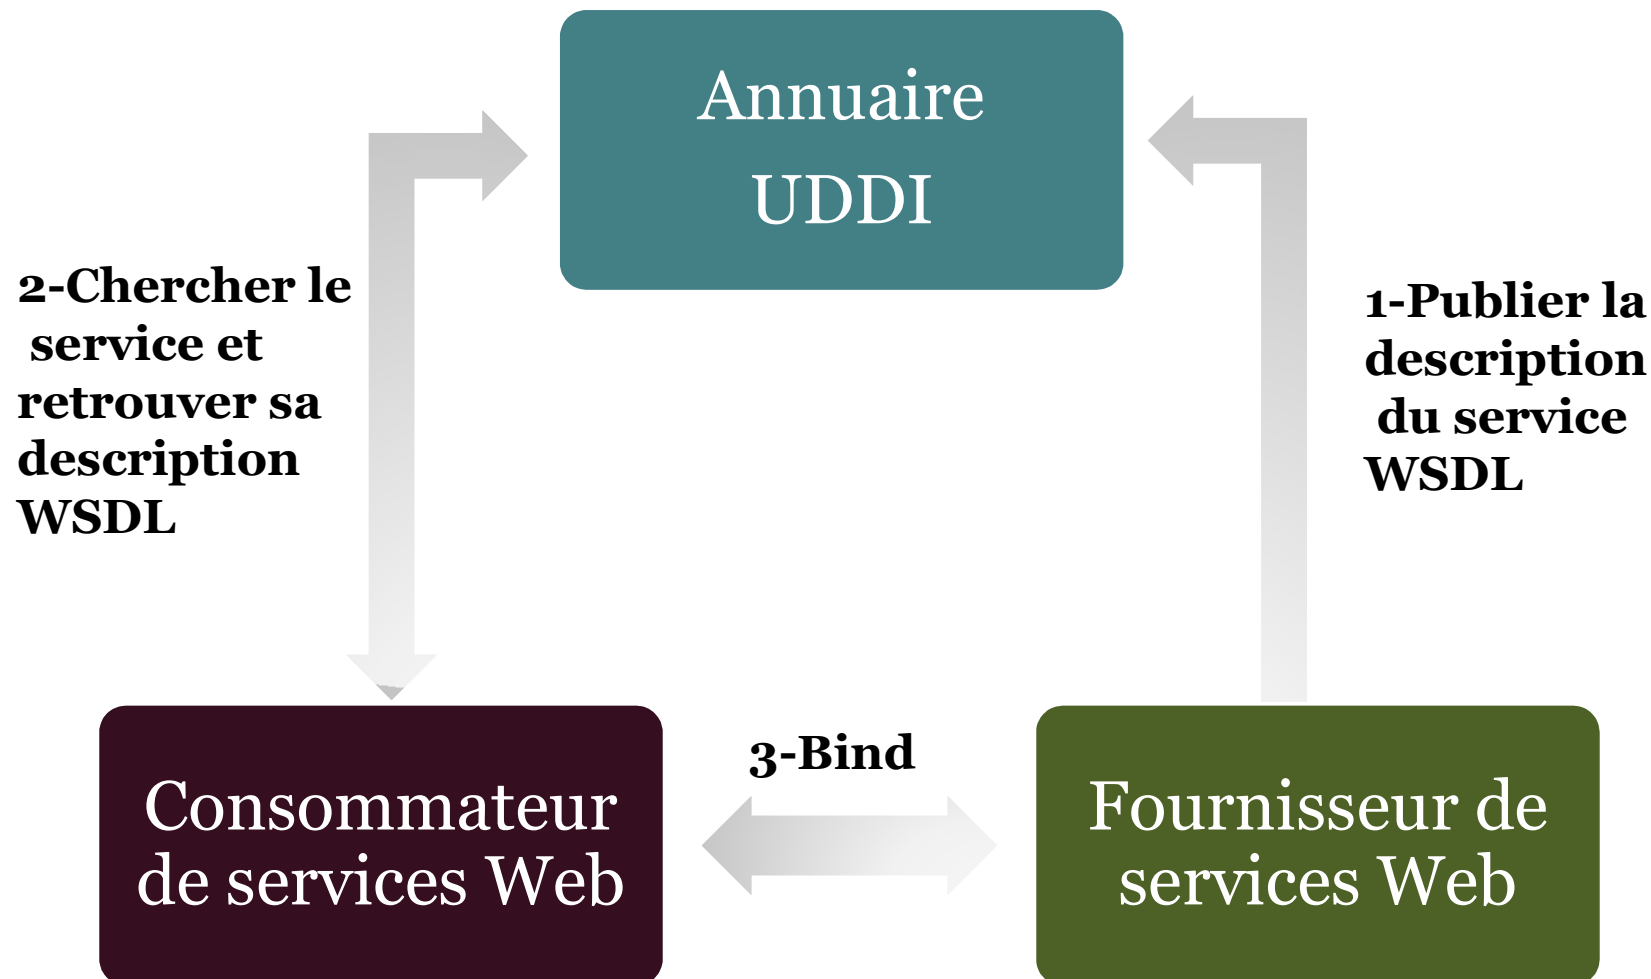 Annuaire
UDDI
2-Chercher le
service et
retrouver sa
description
WSDL
1-Publier la
description
du service
WSDL
3-Bind
Consommateur
de services Web
Fournisseur de
services Web